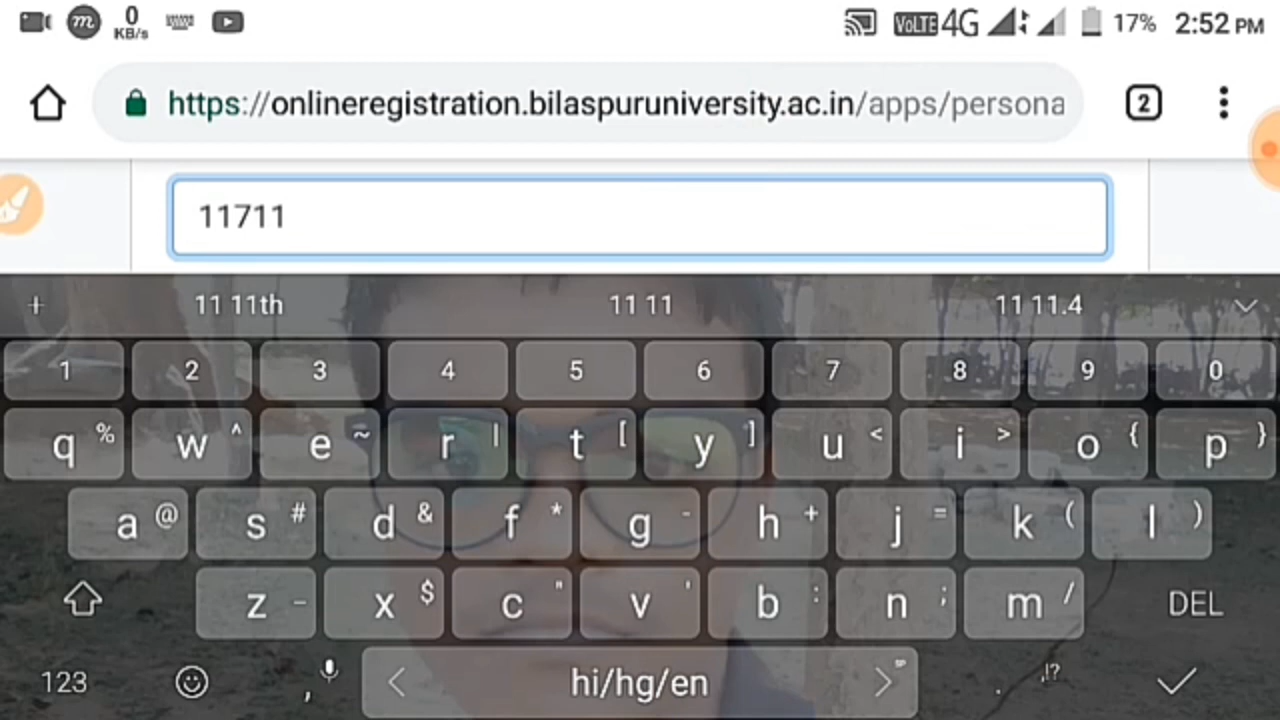 m 0 KB/s VoLTE 4G 17% 2:52 PM
https://onlineregistration.bilaspuruniversity.ac.in/apps/persona 2
11711
+ 11 11th 11 11 11 11.4
1 2 3 4 5 6 7 8 9 0
q % w ^ e ~ r | t [ y ] u < i > o { p }
a @ s # d & f * g - h + j = k ( l )
z _ x $ c " v ' b : n ; m / DEL
123 , < hi/hg/en > . ,!?